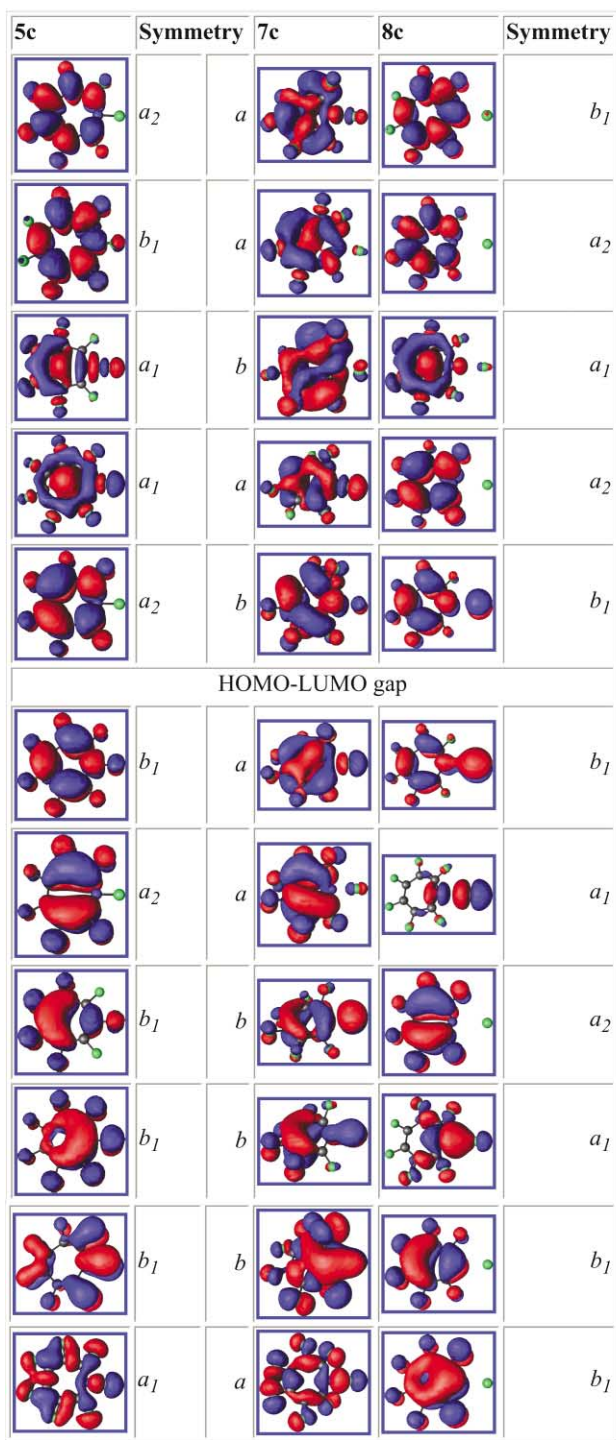 5c Symmetry 7c 8c Symmetry
a2 a b1
b1 a a2
a1 b a1
a1 a a2
a2 b b1
HOMO-LUMO gap
b1 a b1
a2 a a1
b1 b a2
b1 b a1
b1 b b1
a1 a b1